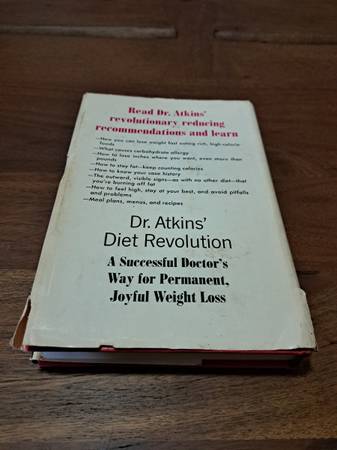 Read Dr. Atkins'
revolutionary reducing
recommendations and learn
—How you can lose weight fast eating rich, high-calorie
foods
—What causes carbohydrate allergy
—How to lose inches where you want, even more than
pounds
—How to stay fat—keep counting calories
—How to know your case history
—The outward, visible signs—as with no other diet—that
you're burning off fat
—How to feel high, stay at your best, and avoid pitfalls
and problems
—Meal plans, menus, and recipes
Dr. Atkins'
Diet Revolution
A Successful Doctor's
Way for Permanent,
Joyful Weight Loss